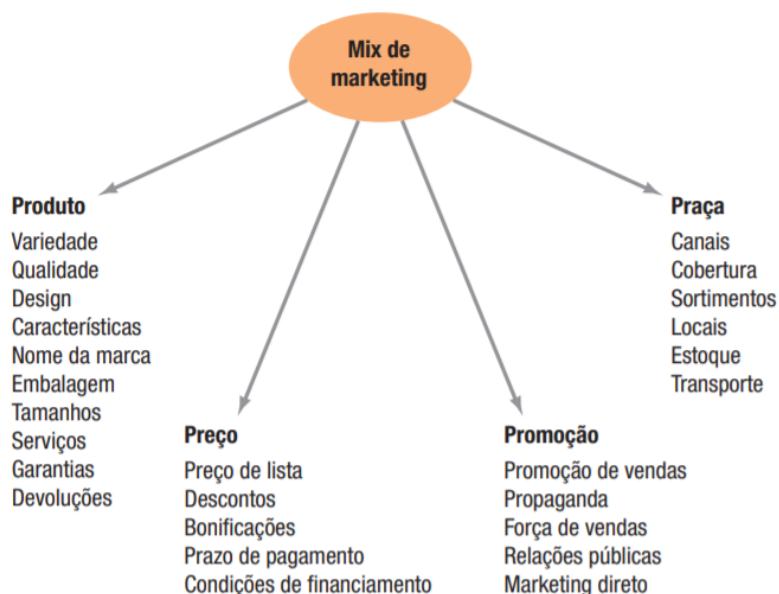 Mix de
marketing
Produto
Variedade
Qualidade
Design
Características
Nome da marca
Embalagem
Tamanhos
Serviços
Garantias
Devoluções
Preço
Preço de lista
Descontos
Bonificações
Prazo de pagamento
Condições de financiamento
Promoção
Promoção de vendas
Propaganda
Força de vendas
Relações públicas
Marketing direto
Praça
Canais
Cobertura
Sortimentos
Locais
Estoque
Transporte